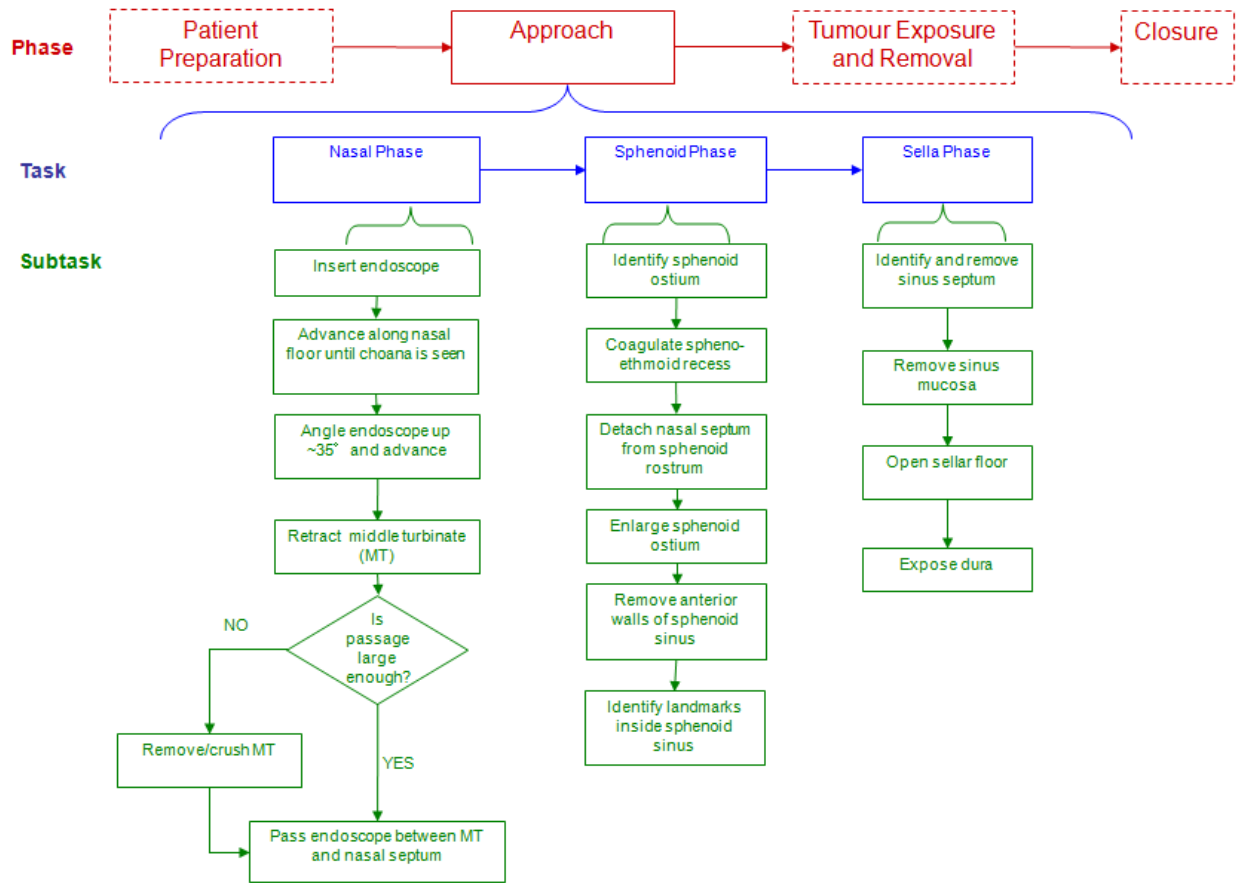 Phase
Patient
Preparation
Approach
Tumour Exposure
and Removal
Closure
Task
Nasal Phase
Sphenoid Phase
Sella Phase
Subtask
Insert endoscope
Advance along nasal
floor until choana is seen
Angle endoscope up
~35° and advance
Retract middle turbinate
(MT)
Is
passage
large
enough?
NO
YES
Remove/crush MT
Pass endoscope between MT
and nasal septum
Identify sphenoid
ostium
Coagulate spheno-
ethmoid recess
Detach nasal septum
from sphenoid
rostrum
Enlarge sphenoid
ostium
Remove anterior
walls of sphenoid
sinus
Identify landmarks
inside sphenoid
sinus
Identify and remove
sinus septum
Remove sinus
mucosa
Open sellar floor
Expose dura